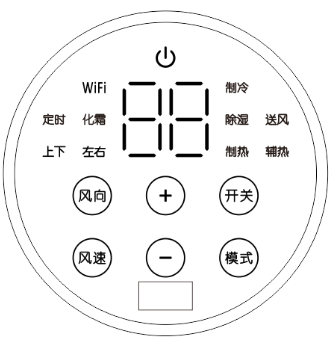 WiFi 88 制冷
定时 化霜 除湿 送风
上下 左右 制热 辅热
风向 + 开关
风速 − 模式